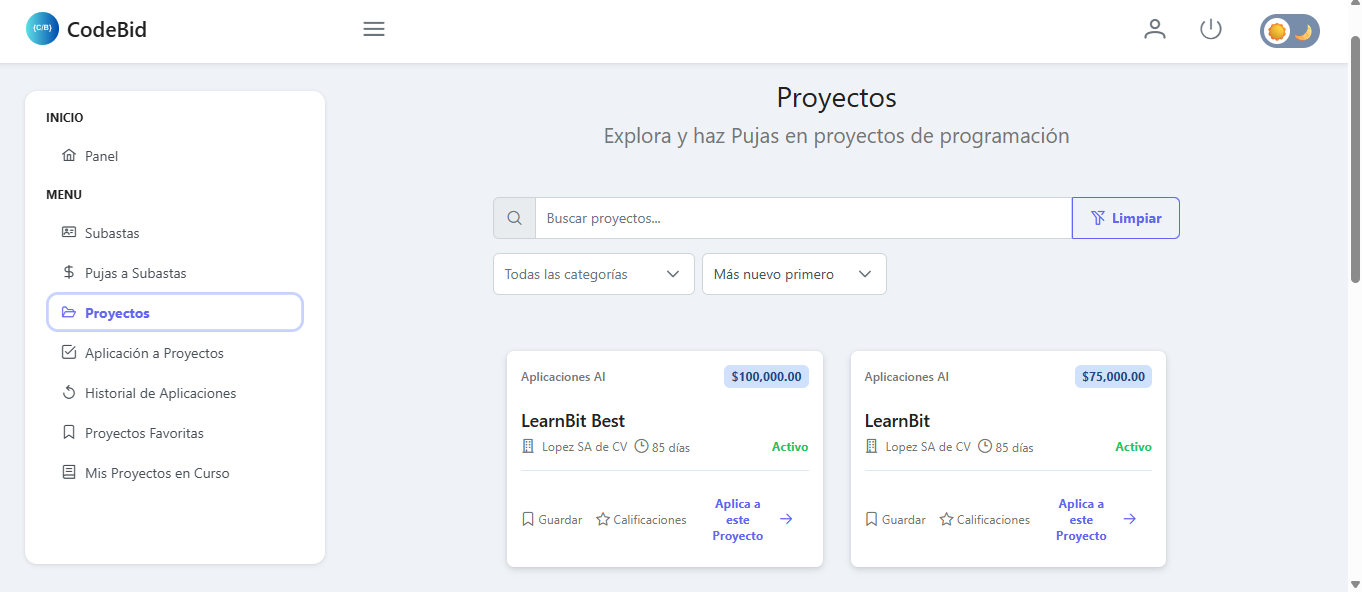 {C/B} CodeBid
INICIO
Panel
MENU
Subastas
Pujas a Subastas
Proyectos
Aplicación a Proyectos
Historial de Aplicaciones
Proyectos Favoritas
Mis Proyectos en Curso
Proyectos
Explora y haz Pujas en proyectos de programación
Buscar proyectos...
Limpiar
Todas las categorías
Más nuevo primero
Aplicaciones AI
$100,000.00
LearnBit Best
Lopez SA de CV 85 días
Activo
Guardar
Calificaciones
Aplica a
este
Proyecto
Aplicaciones AI
$75,000.00
LearnBit
Lopez SA de CV 85 días
Activo
Guardar
Calificaciones
Aplica a
este
Proyecto